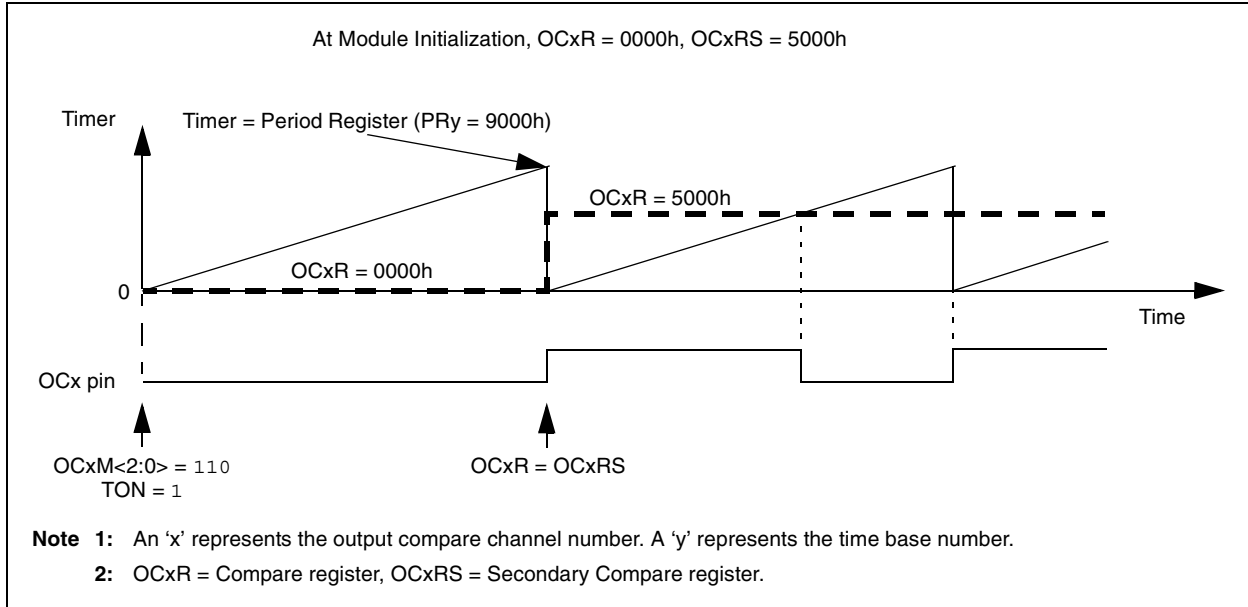 At Module Initialization, OCxR = 0000h, OCxRS = 5000h
Timer
Timer = Period Register (PRy = 9000h)
OCxR = 5000h
OCxR = 0000h
0
Time
OCx pin
OCxM<2:0> = 110
TON = 1
OCxR = OCxRS
Note 1: An ‘x’ represents the output compare channel number. A ‘y’ represents the time base number.
2: OCxR = Compare register, OCxRS = Secondary Compare register.